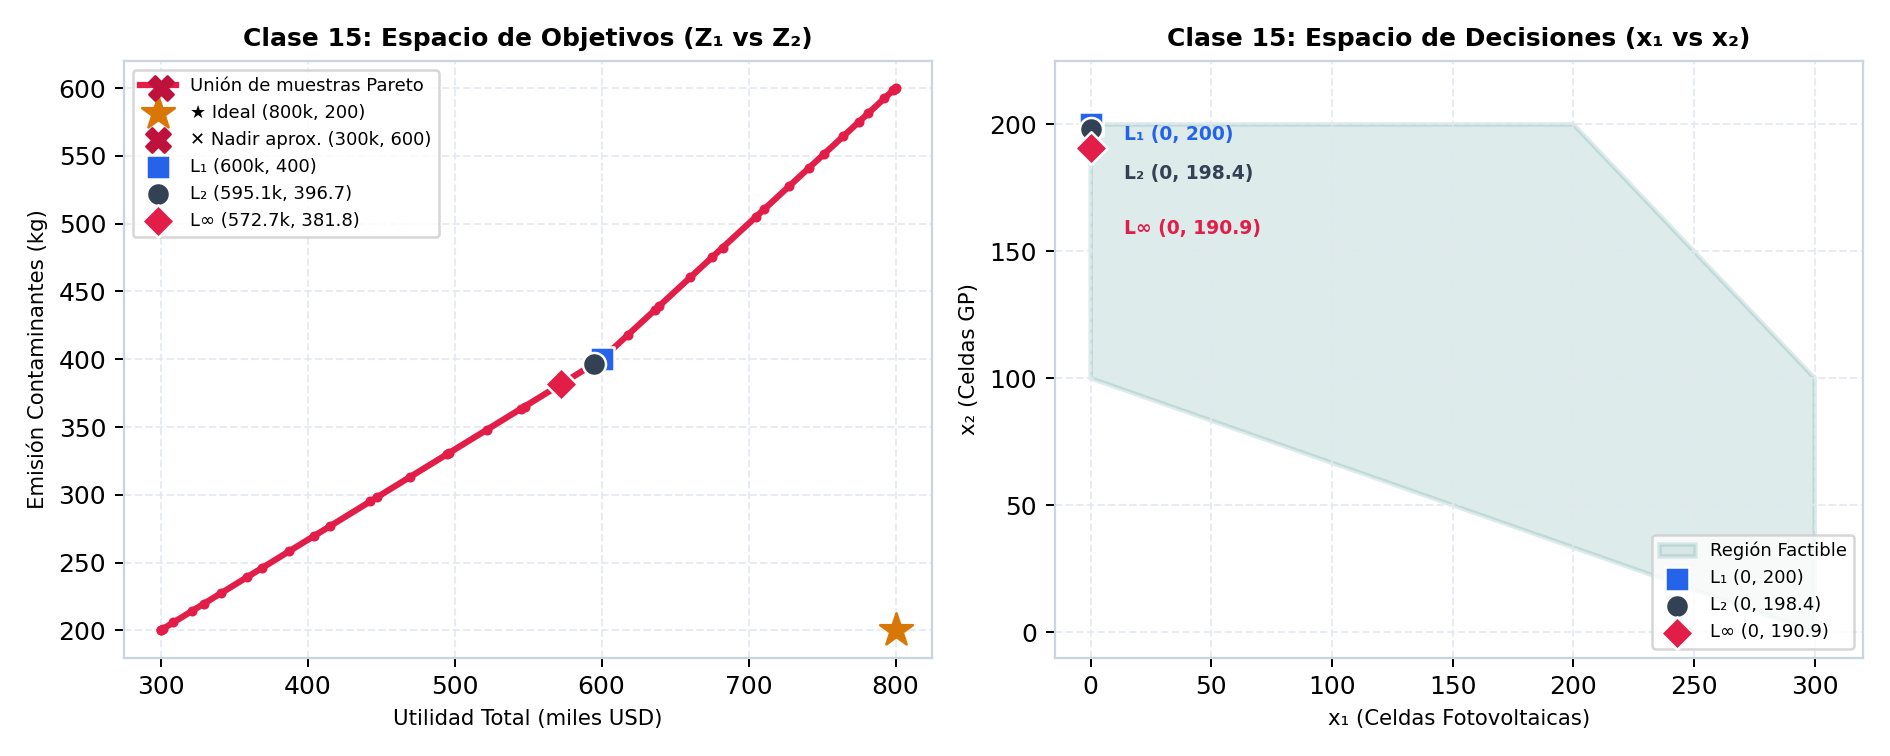 Clase 15: Espacio de Objetivos (Z₁ vs Z₂)
Unión de muestras Pareto
★ Ideal (800k, 200)
✕ Nadir aprox. (300k, 600)
L₁ (600k, 400)
L₂ (595.1k, 396.7)
L∞ (572.7k, 381.8)
600
550
500
450
400
350
300
250
200
Emisión Contaminantes (kg)
300 400 500 600 700 800
Utilidad Total (miles USD)
Clase 15: Espacio de Decisiones (x₁ vs x₂)
L₁ (0, 200)
L₂ (0, 198.4)
L∞ (0, 190.9)
200
150
100
50
0
x₂ (Celdas GP)
Región Factible
L₁ (0, 200)
L₂ (0, 198.4)
L∞ (0, 190.9)
0 50 100 150 200 250 300
x₁ (Celdas Fotovoltaicas)